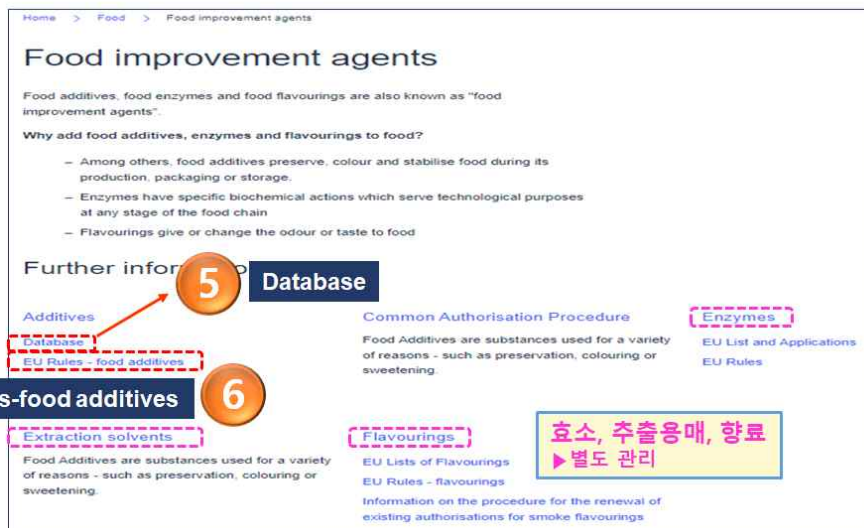 Home > Food > Food improvement agents
Food improvement agents
Food additives, food enzymes and food flavourings are also known as "food
improvement agents".
Why add food additives, enzymes and flavourings to food?
– Among others, food additives preserve, colour and stabilise food during its
production, packaging or storage.
– Enzymes have specific biochemical actions which serve technological purposes
at any stage of the food chain
– Flavourings give or change the odour or taste to food
Further infor
5
Database
Additives
Database
EU Rules - food additives
Common Authorisation Procedure
Food Additives are substances used for a variety
of reasons - such as preservation, colouring or
sweetening.
Enzymes
EU List and Applications
EU Rules
s-food additives
6
Extraction solvents
Food Additives are substances used for a variety
of reasons - such as preservation, colouring or
sweetening.
Flavourings
EU Lists of Flavourings
EU Rules - flavourings
Information on the procedure for the renewal of
existing authorisations for smoke flavourings
효소, 추출용매, 향료
▶별도 관리